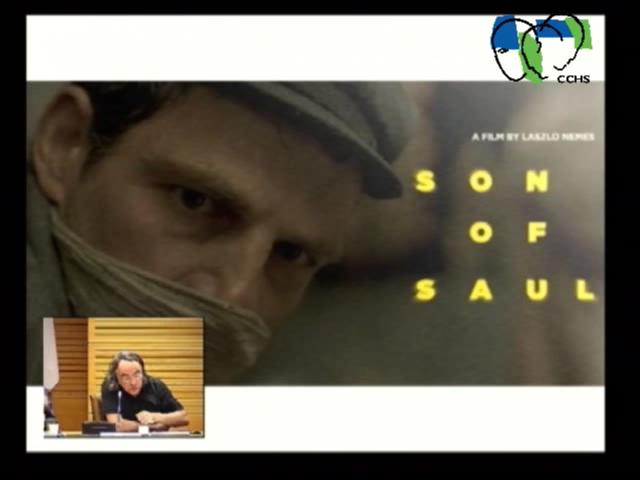 CCHS
A FILM BY LASZLO NEMES
SON
OF
SAUL